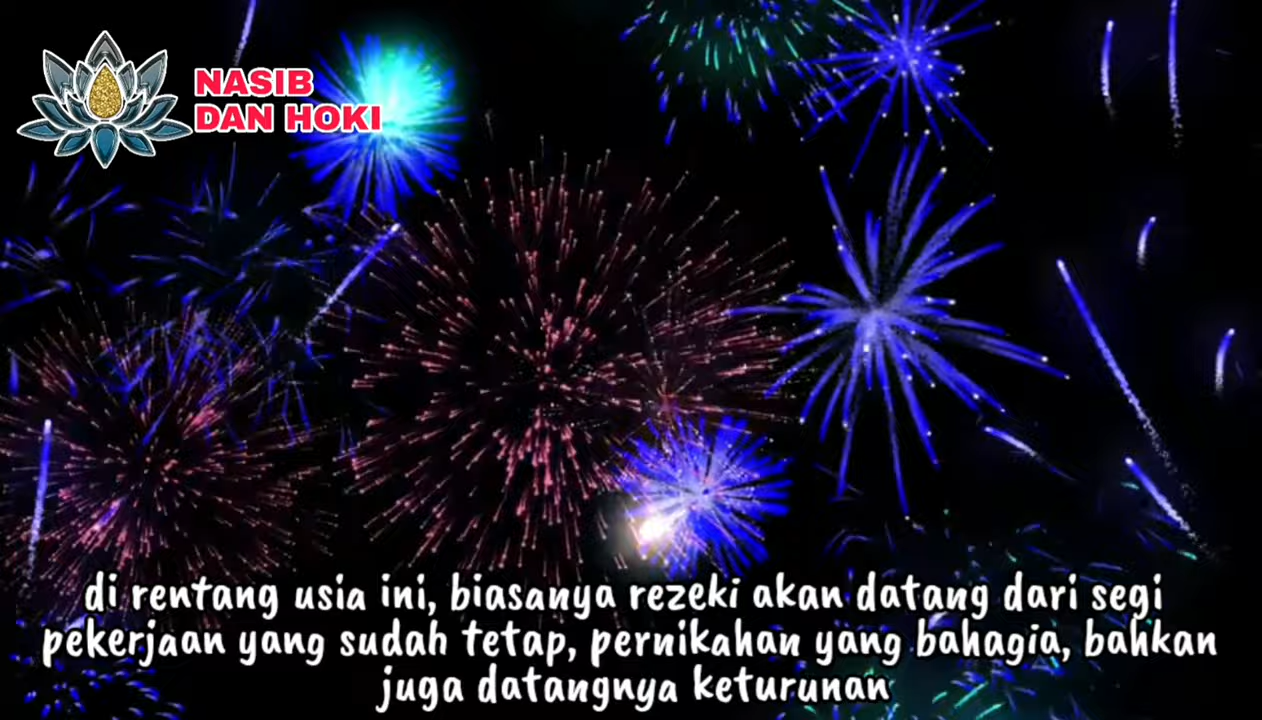 NASIB
DAN HOKI
di rentang usia ini, biasanya rezeki akan datang dari segi
pekerjaan yang sudah tetap, pernikahan yang bahagia, bahkan
juga datangnya keturunan